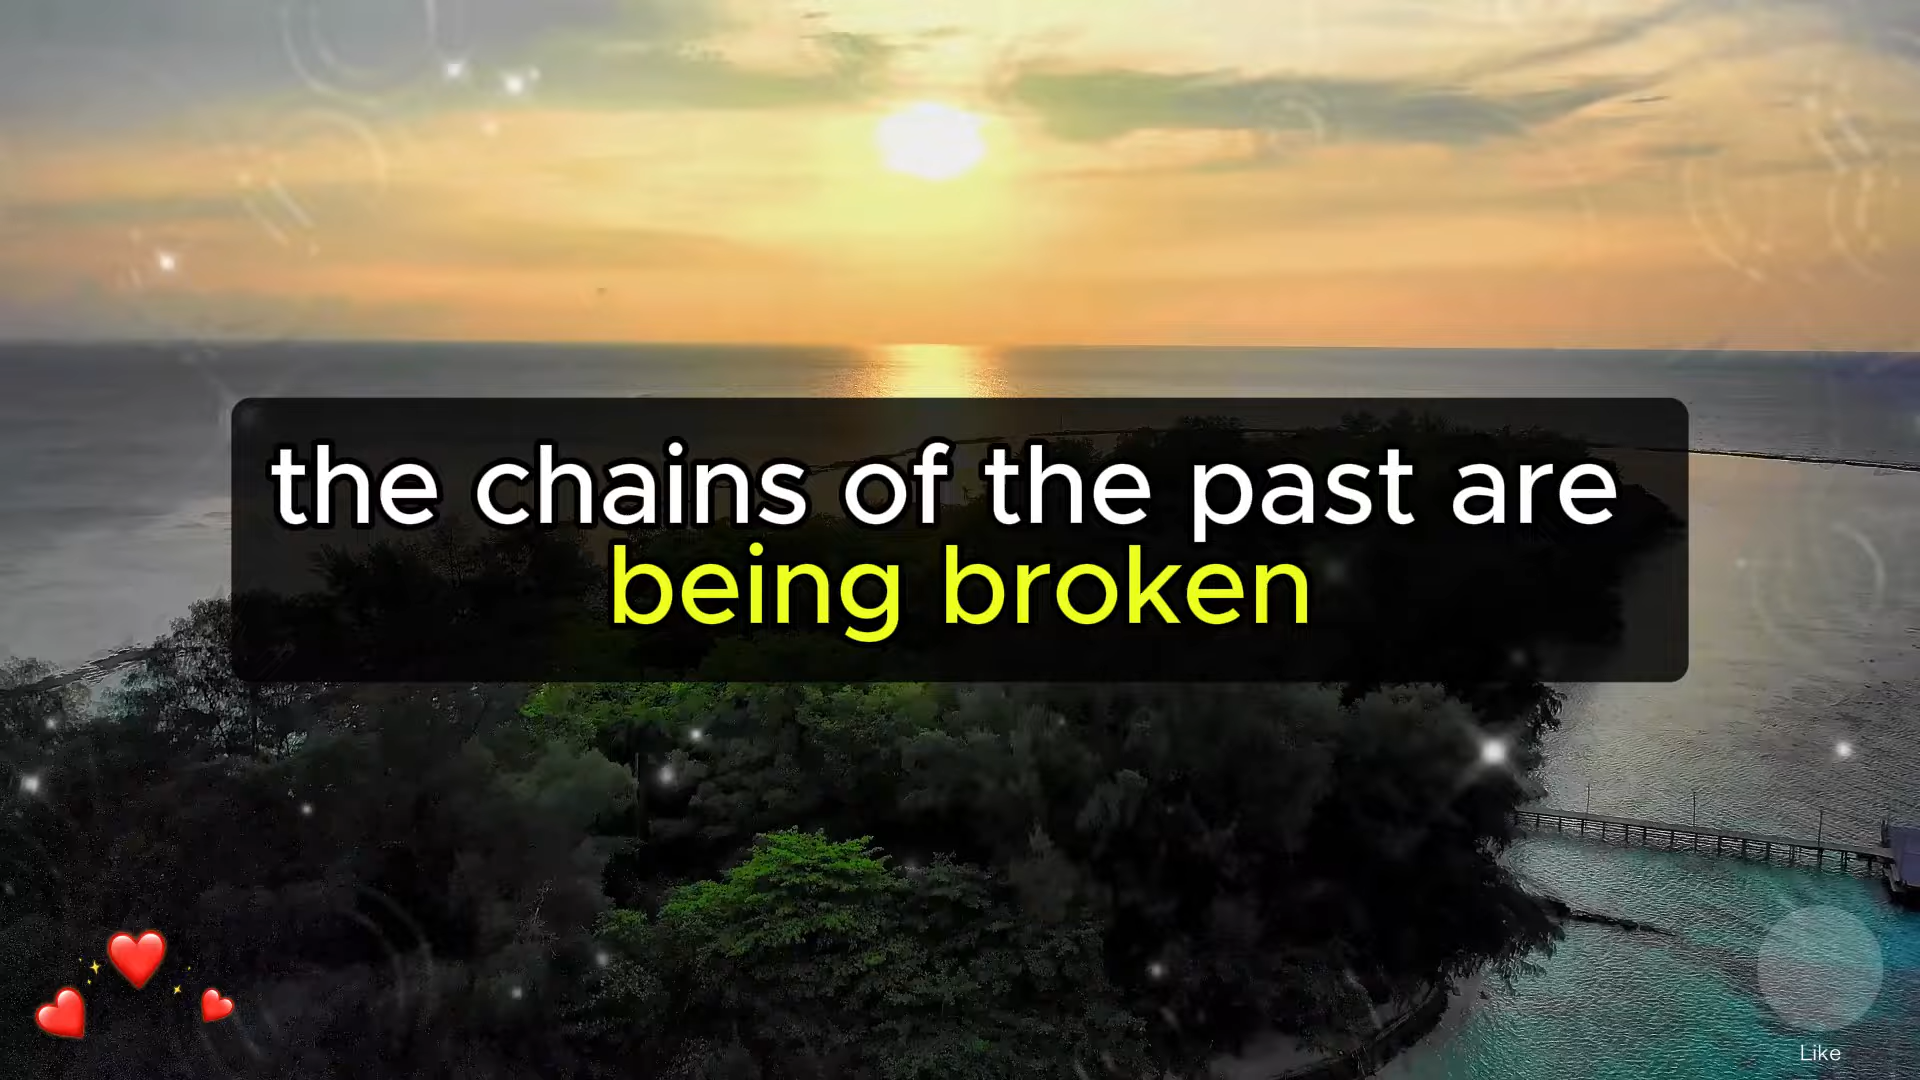 the chains of the past are
being broken
Like